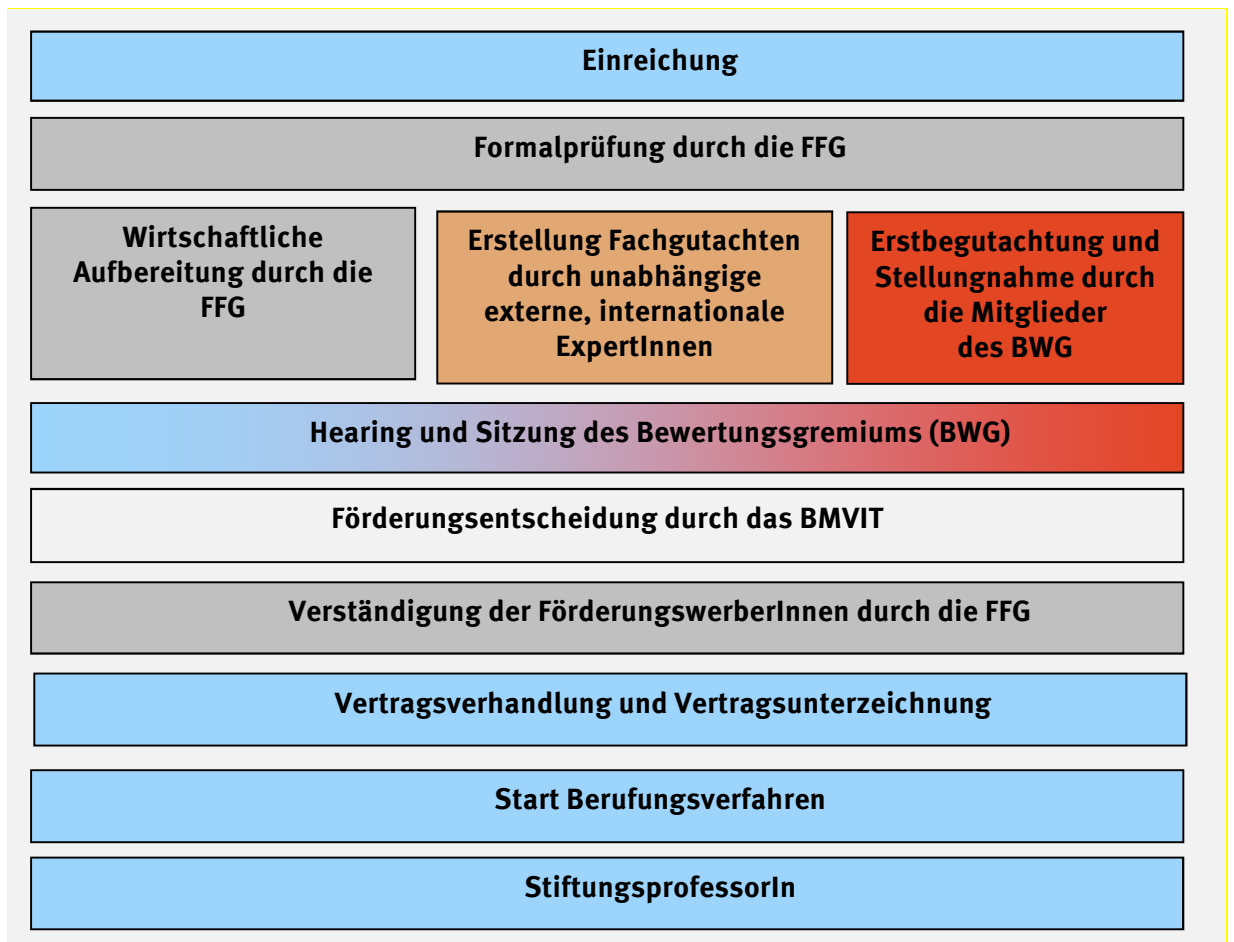 Einreichung
Formalprüfung durch die FFG
Wirtschaftliche
Aufbereitung durch die
FFG
Erstellung Fachgutachten
durch unabhängige
externe, internationale
ExpertInnen
Erstbegutachtung und
Stellungnahme durch
die Mitglieder
des BWG
Hearing und Sitzung des Bewertungsgremiums (BWG)
Förderungsentscheidung durch das BMVIT
Verständigung der FörderungswerberInnen durch die FFG
Vertragsverhandlung und Vertragsunterzeichnung
Start Berufungsverfahren
StiftungsprofessorIn